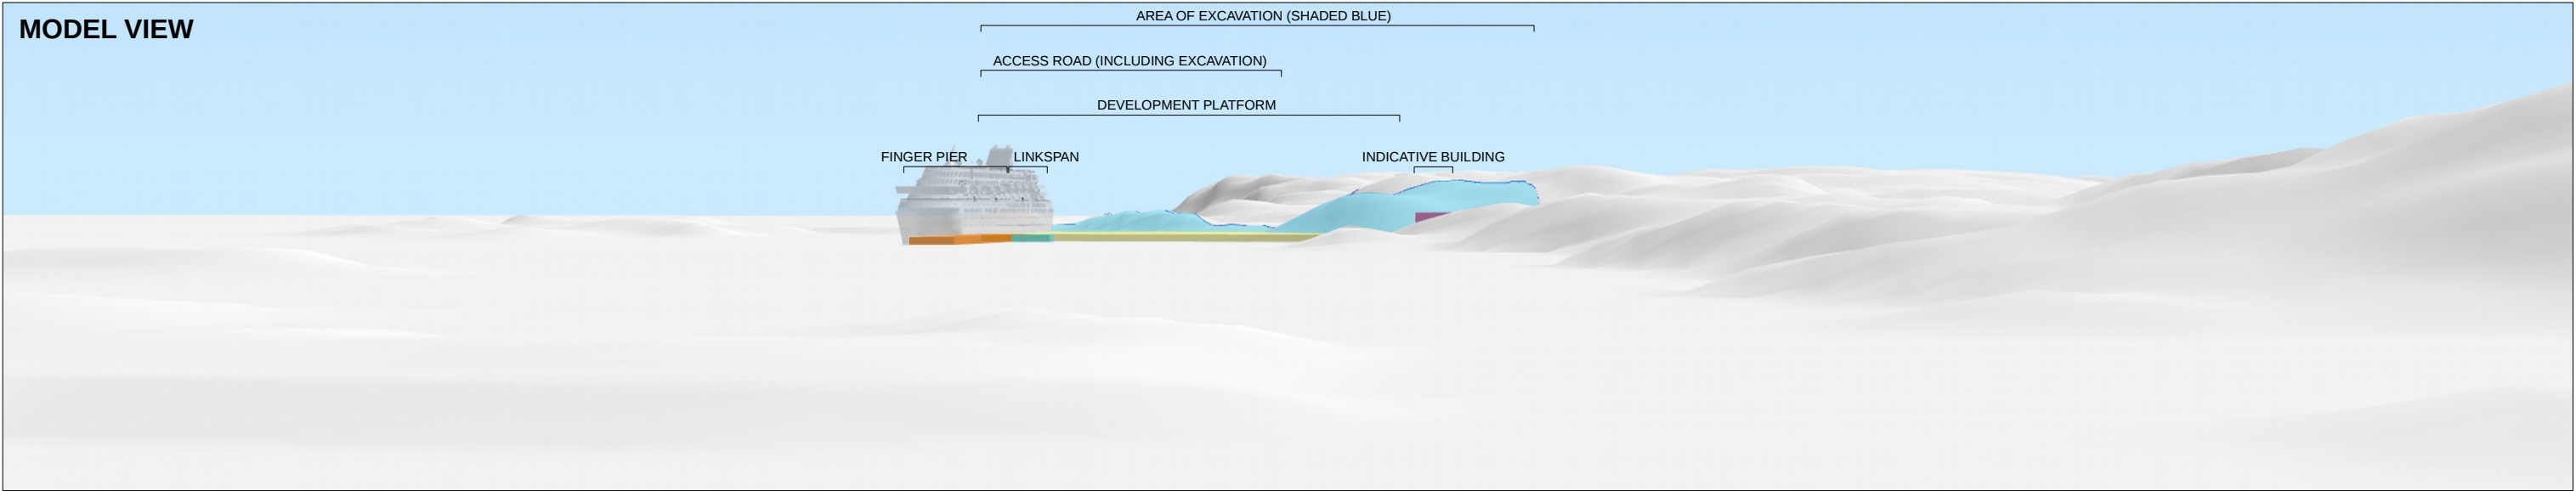 MODEL VIEW
AREA OF EXCAVATION (SHADED BLUE)
ACCESS ROAD (INCLUDING EXCAVATION)
DEVELOPMENT PLATFORM
FINGER PIER
LINKSPAN
INDICATIVE BUILDING